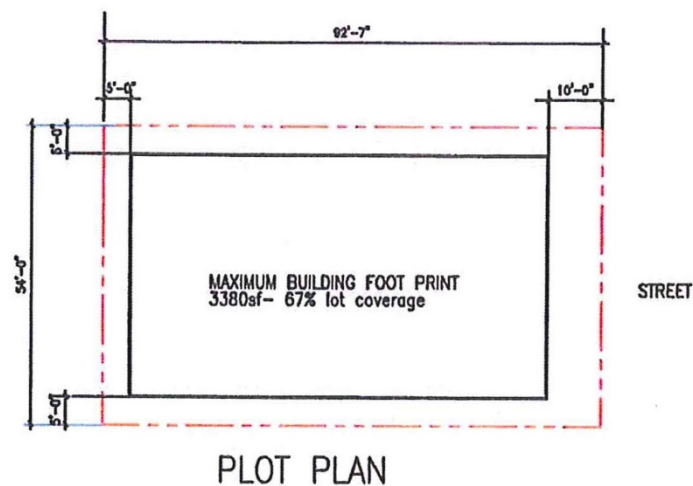 92'-7"
5'-0"
10'-0"
5'-0"
54'-0"
MAXIMUM BUILDING FOOT PRINT
3380sf- 67% lot coverage
STREET
5'-0"
PLOT PLAN